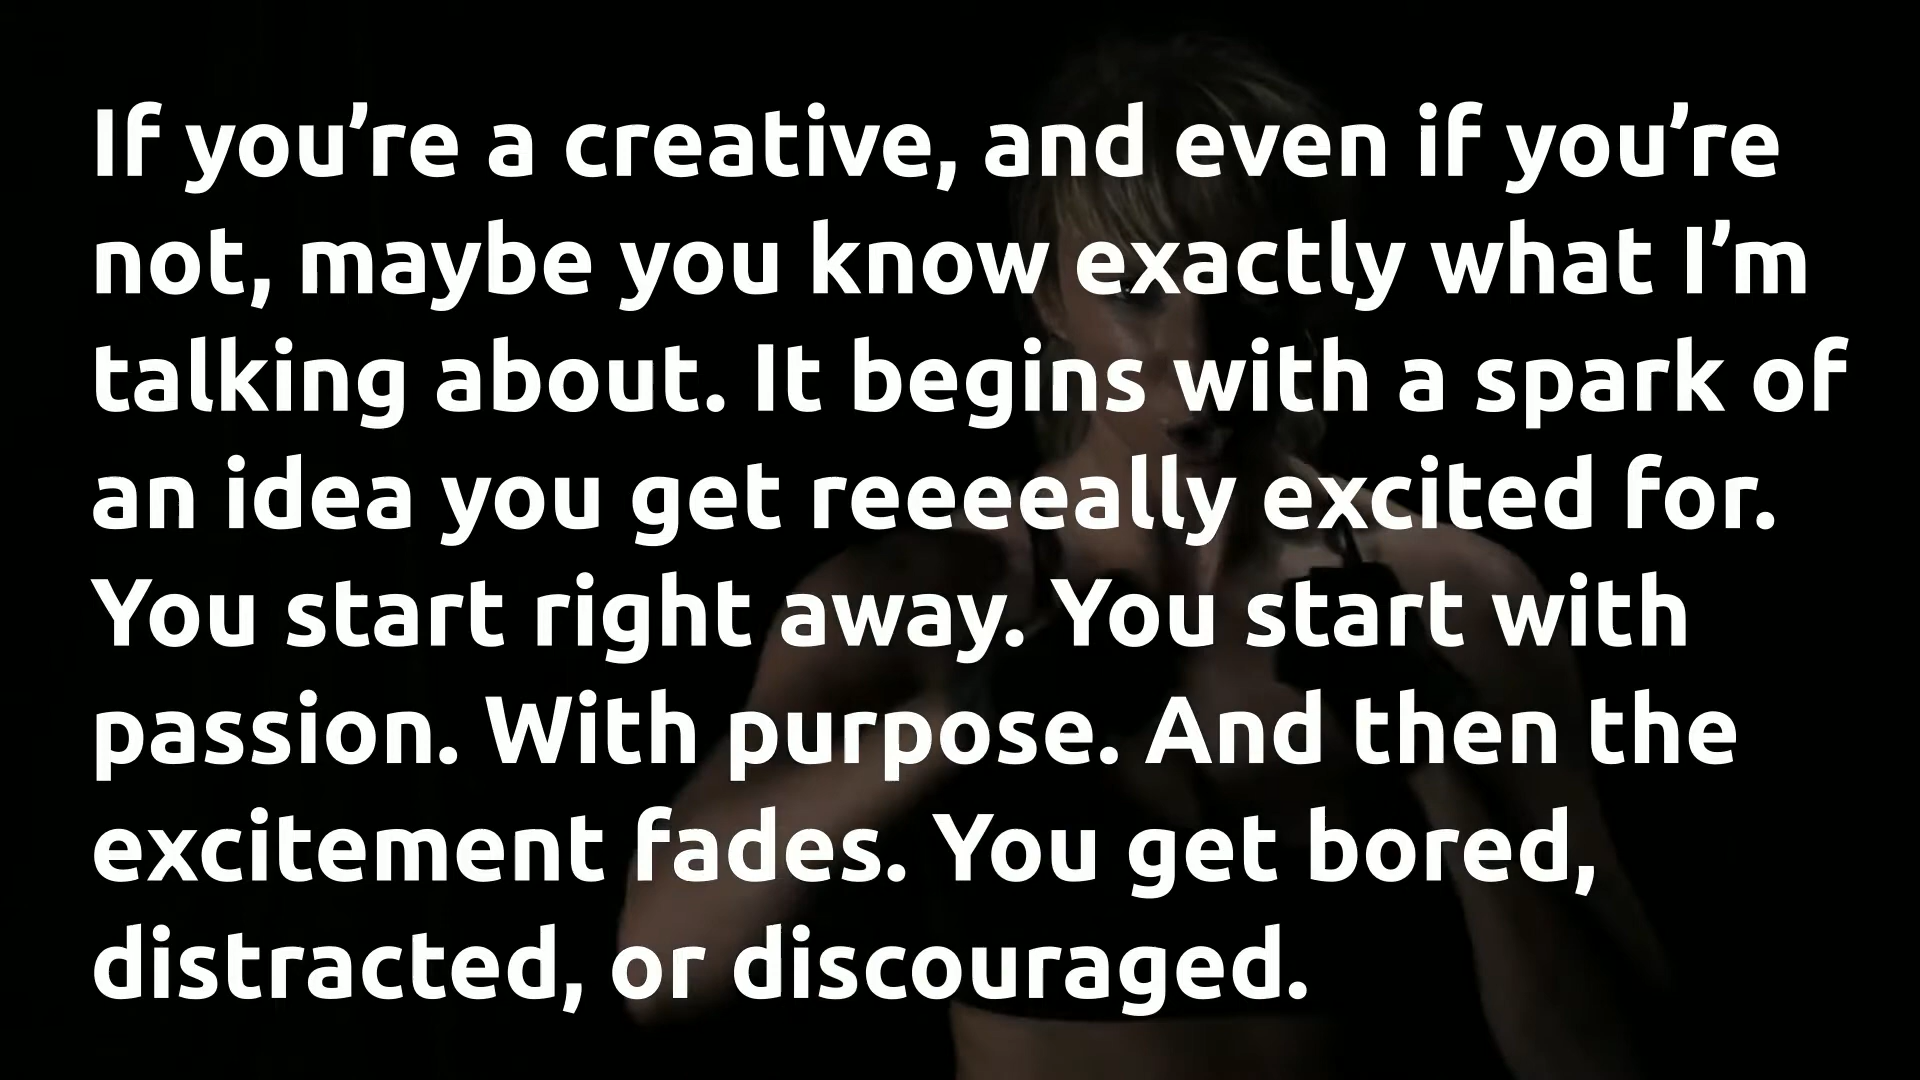 If you’re a creative, and even if you’re
not, maybe you know exactly what I’m
talking about. It begins with a spark of
an idea you get reeeeally excited for.
You start right away. You start with
passion. With purpose. And then the
excitement fades. You get bored,
distracted, or discouraged.